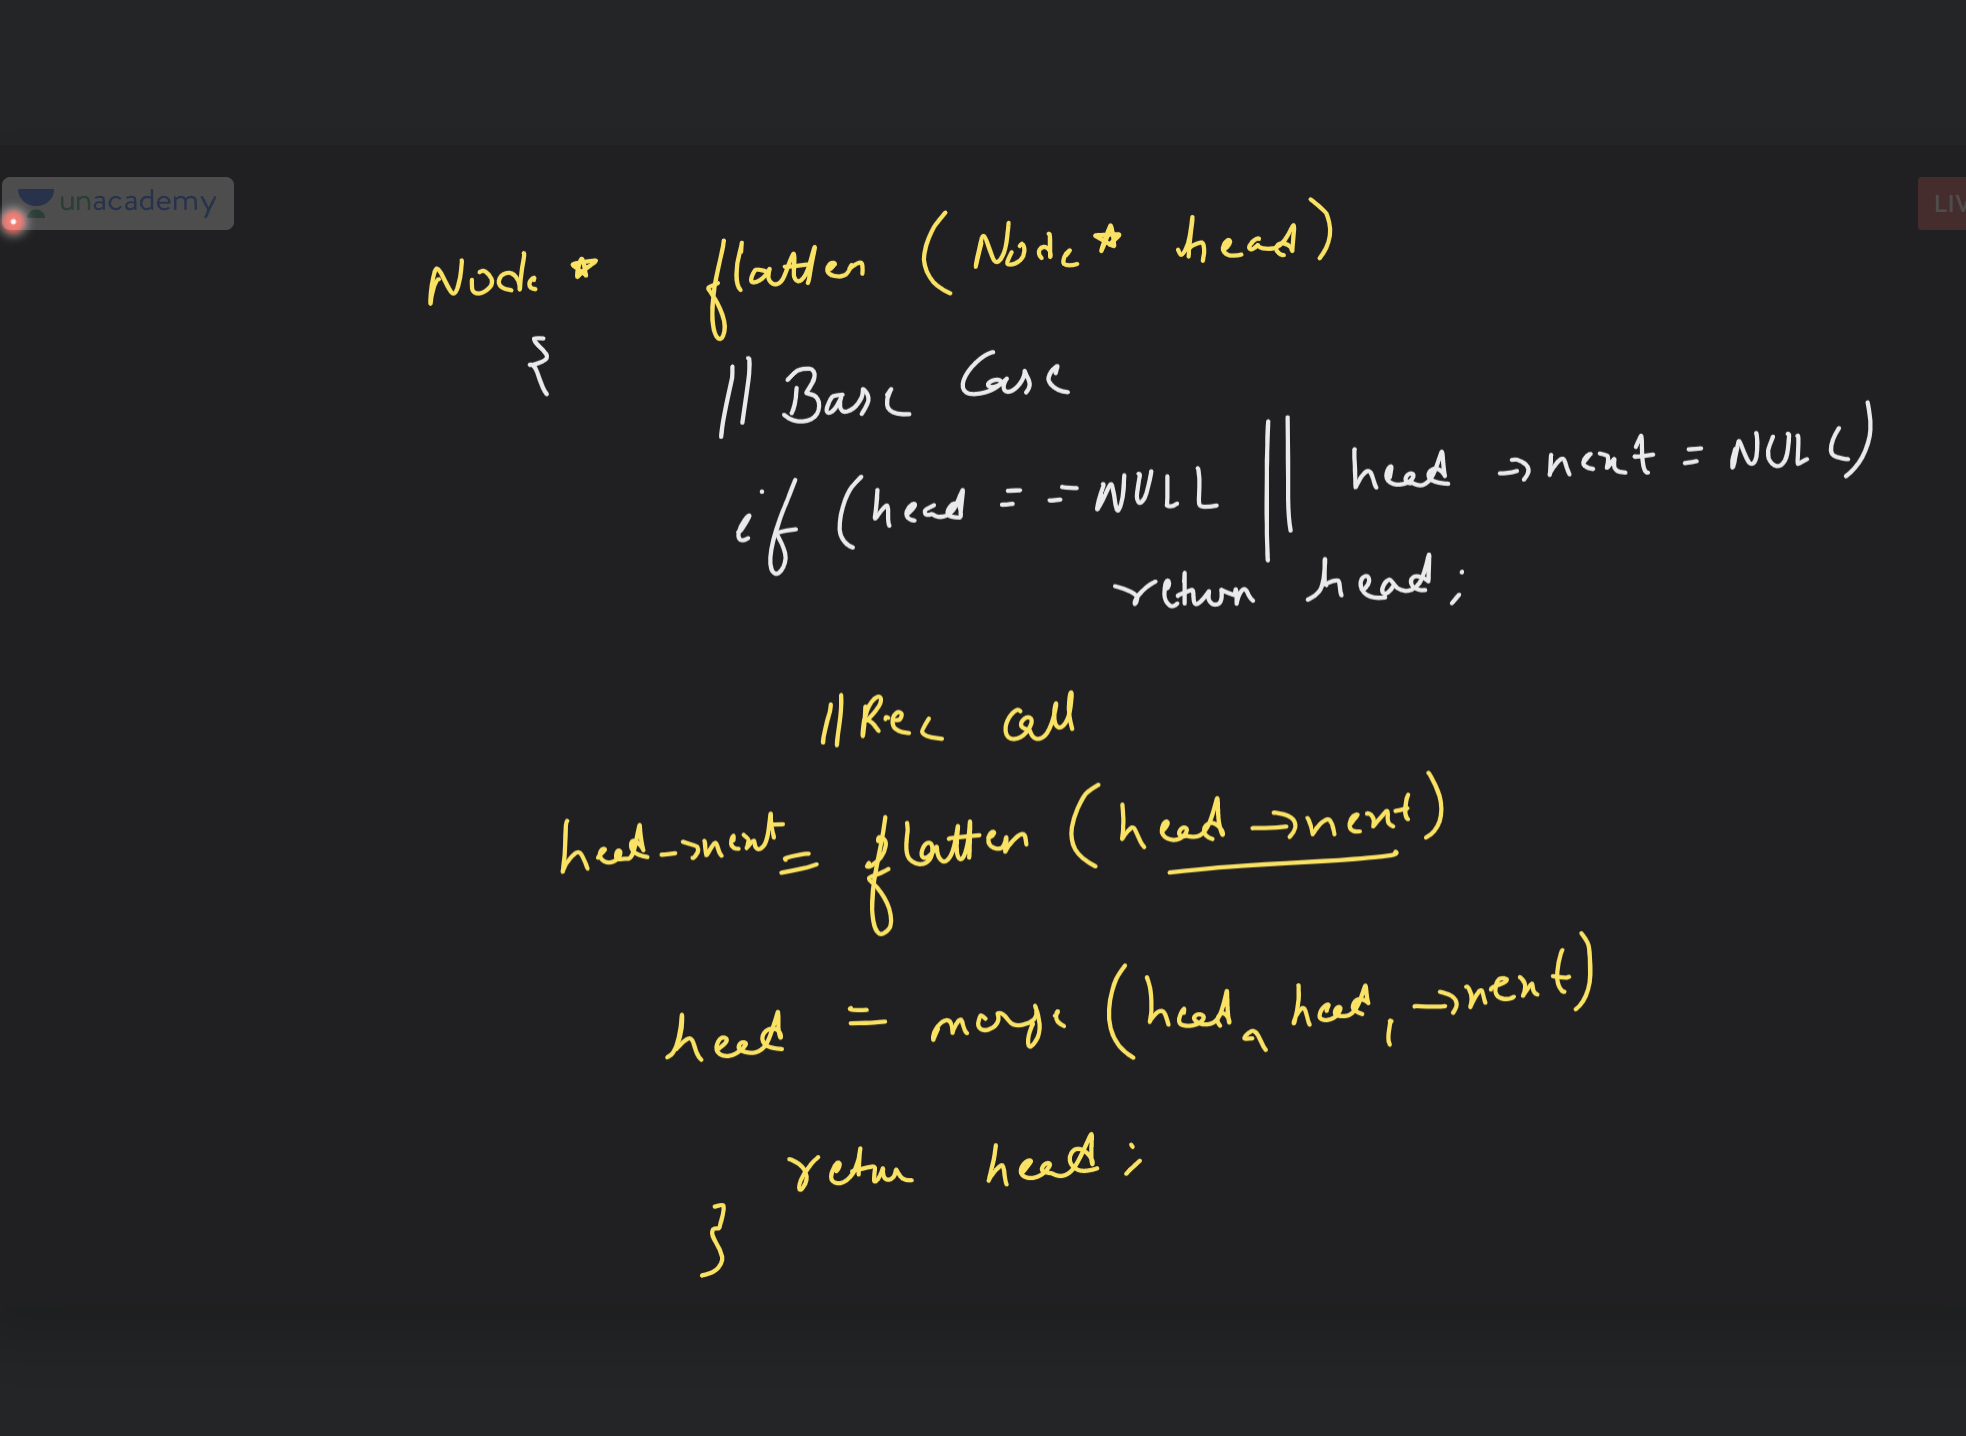 unacademy
LIV
Node * flatten (Node * head)
{
// Base Case
if (head == NULL || head → next = NULL)
return head;
// Rec call
head → next = flatten (head → next)
head = merge (head, head, → next)
return head;
}